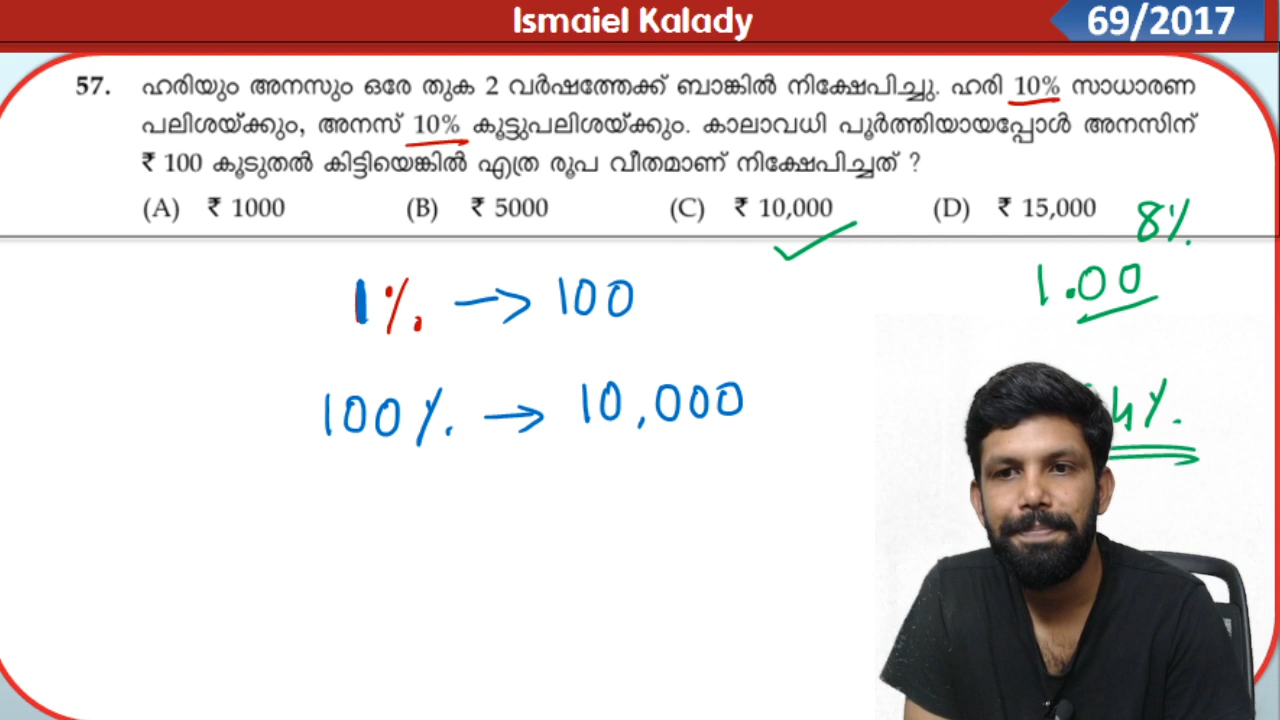 Ismaiel Kalady
69/2017
57. ഹരിയും അനസും ഒരേ തുക 2 വർഷത്തേക്ക് ബാങ്കിൽ നിക്ഷേപിച്ചു. ഹരി 10% സാധാരണ
പലിശയ്ക്കും, അനസ് 10% കൂട്ടുപലിശയ്ക്കും. കാലാവധി പൂർത്തിയായപ്പോൾ അനസിന്
₹ 100 കൂടുതൽ കിട്ടിയെങ്കിൽ എത്ര രൂപ വീതമാണ് നിക്ഷേപിച്ചത് ?
(A) ₹ 1000 (B) ₹ 5000 (C) ₹ 10,000 (D) ₹ 15,000
8%
1% → 100
1.00
100% → 10,000
4%